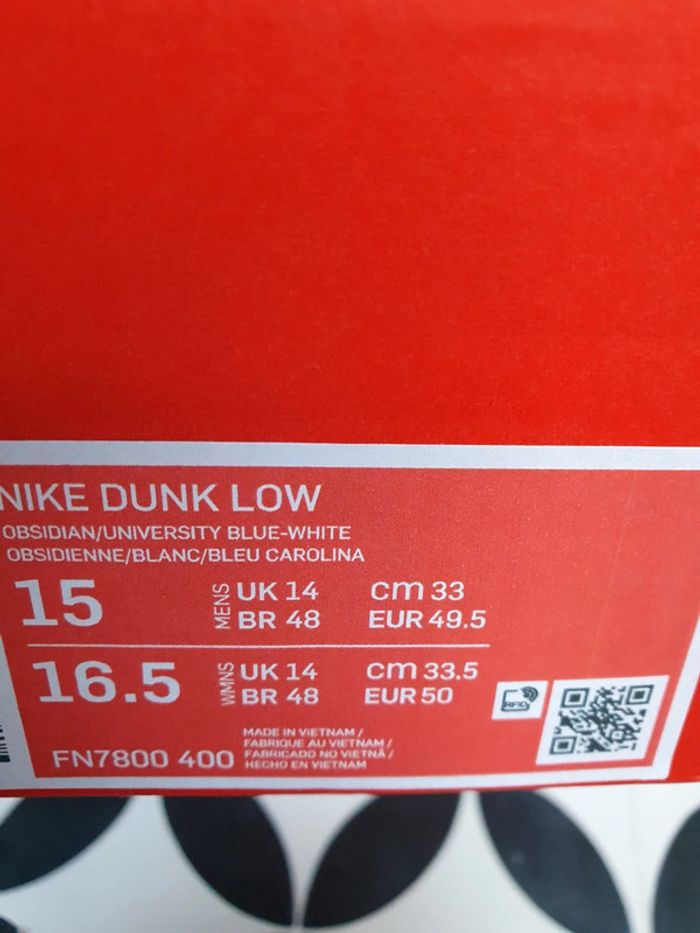 NIKE DUNK LOW
OBSIDIAN/UNIVERSITY BLUE-WHITE
OBSIDIENNE/BLANC/BLEU CAROLINA
15 MENS UK 14 cm 33
BR 48 EUR 49.5
16.5 WMNS UK 14 cm 33.5
BR 48 EUR 50
RFID
FN7800 400
MADE IN VIETNAM /
FABRIQUE AU VIETNAM /
FABRICADO NO VIETNÃ /
HECHO EN VIETNAM